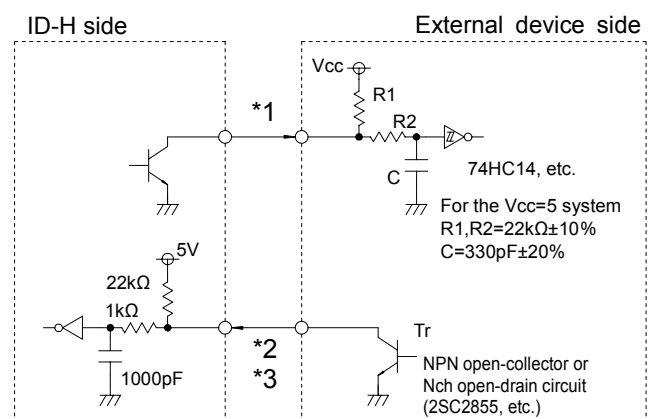 ID-H side
External device side
Vcc
R1
*1
R2
C
74HC14, etc.
For the Vcc=5 system
R1,R2=22kΩ±10%
C=330pF±20%
5V
22kΩ
1kΩ
1000pF
*2
*3
Tr
NPN open-collector or
Nch open-drain circuit
(2SC2855, etc.)